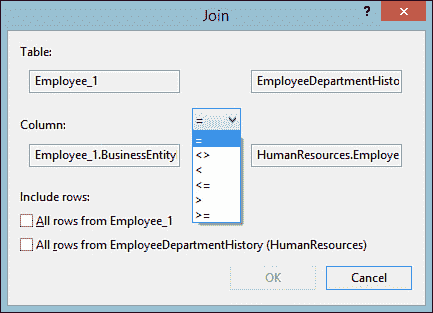 Join
?
Table:
Employee_1
EmployeeDepartmentHisto
Column:
=
Employee_1.BusinessEntity
HumanResources.Employe
=
<>
<
<=
>
>=
Include rows:
All rows from Employee_1
All rows from EmployeeDepartmentHistory (HumanResources)
OK
Cancel